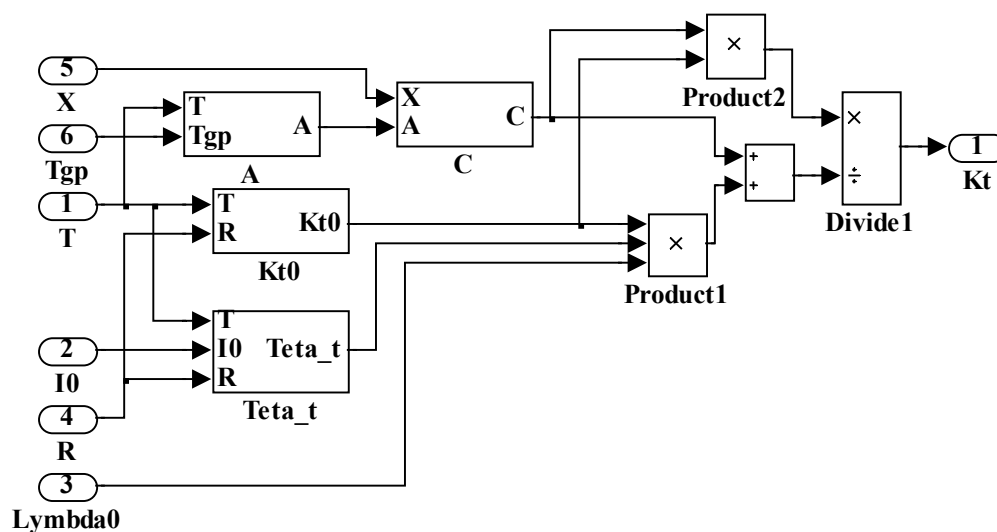 5
X
6
Tgp
1
T
2
I0
4
R
3
Lymbda0
T
Tgp
A
A
T
R
Kt0
Kt0
T
I0
R
Teta_t
Teta_t
X
A
C
C
×
Product2
×
Product1
+
+
×
÷
Divide1
1
Kt